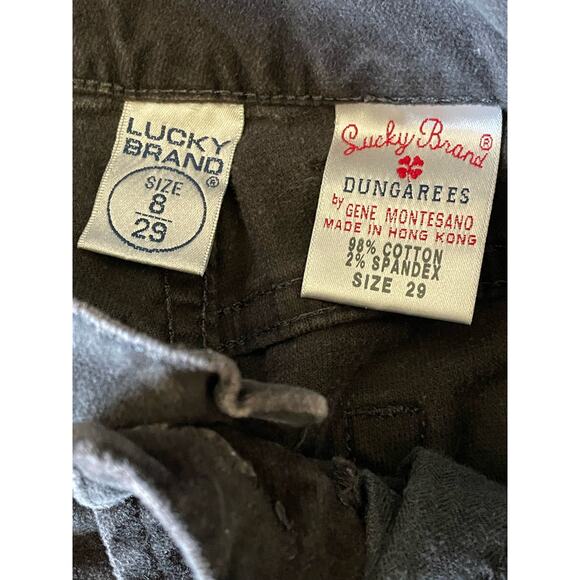 LUCKY
BRAND®
SIZE
8
29
Lucky Brand®
DUNGAREES
by GENE MONTESANO
MADE IN HONG KONG
98% COTTON
2% SPANDEX
SIZE 29